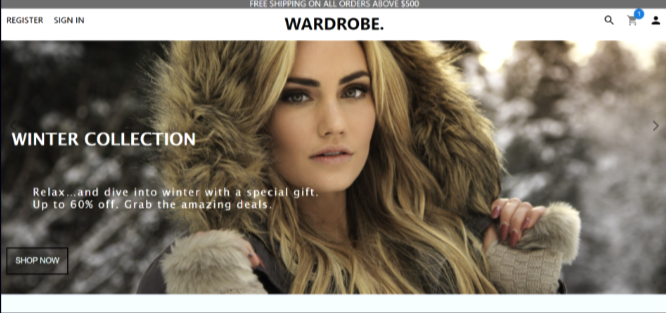 FREE SHIPPING ON ALL ORDERS ABOVE $500
REGISTER SIGN IN
WARDROBE.
1
WINTER COLLECTION
Relax...and dive into winter with a special gift.
Up to 60% off. Grab the amazing deals.
SHOP NOW